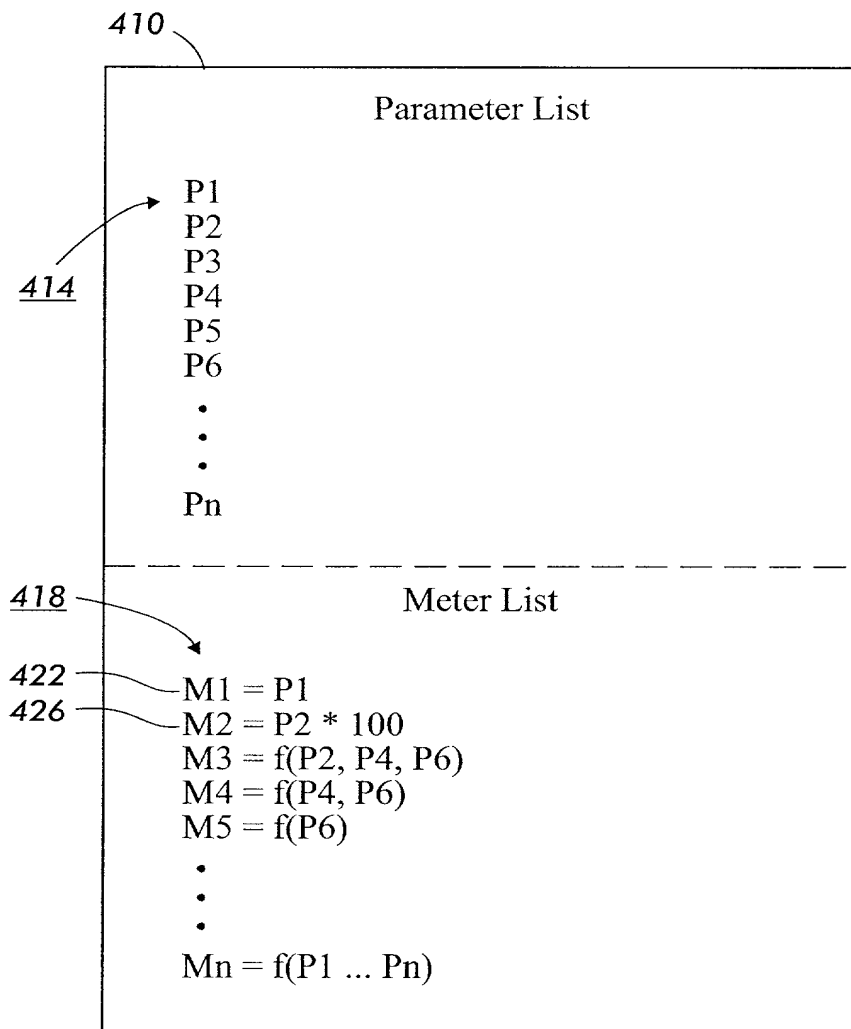 410
Parameter List
P1
P2
P3
414
P4
P5
P6
Pn
418
Meter List
422
M1 = P1
426
M2 = P2 * 100
M3 = f(P2, P4, P6)
M4 = f(P4, P6)
M5 = f(P6)
Mn = f(P1 ... Pn)